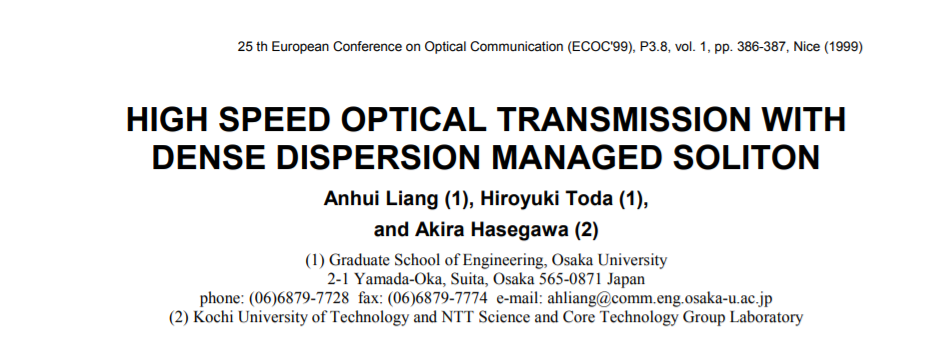 25 th European Conference on Optical Communication (ECOC'99), P3.8, vol. 1, pp. 386-387, Nice (1999)
HIGH SPEED OPTICAL TRANSMISSION WITH
DENSE DISPERSION MANAGED SOLITON
Anhui Liang (1), Hiroyuki Toda (1),
and Akira Hasegawa (2)
(1) Graduate School of Engineering, Osaka University
2-1 Yamada-Oka, Suita, Osaka 565-0871 Japan
phone: (06)6879-7728 fax: (06)6879-7774 e-mail: ahliang@comm.eng.osaka-u.ac.jp
(2) Kochi University of Technology and NTT Science and Core Technology Group Laboratory